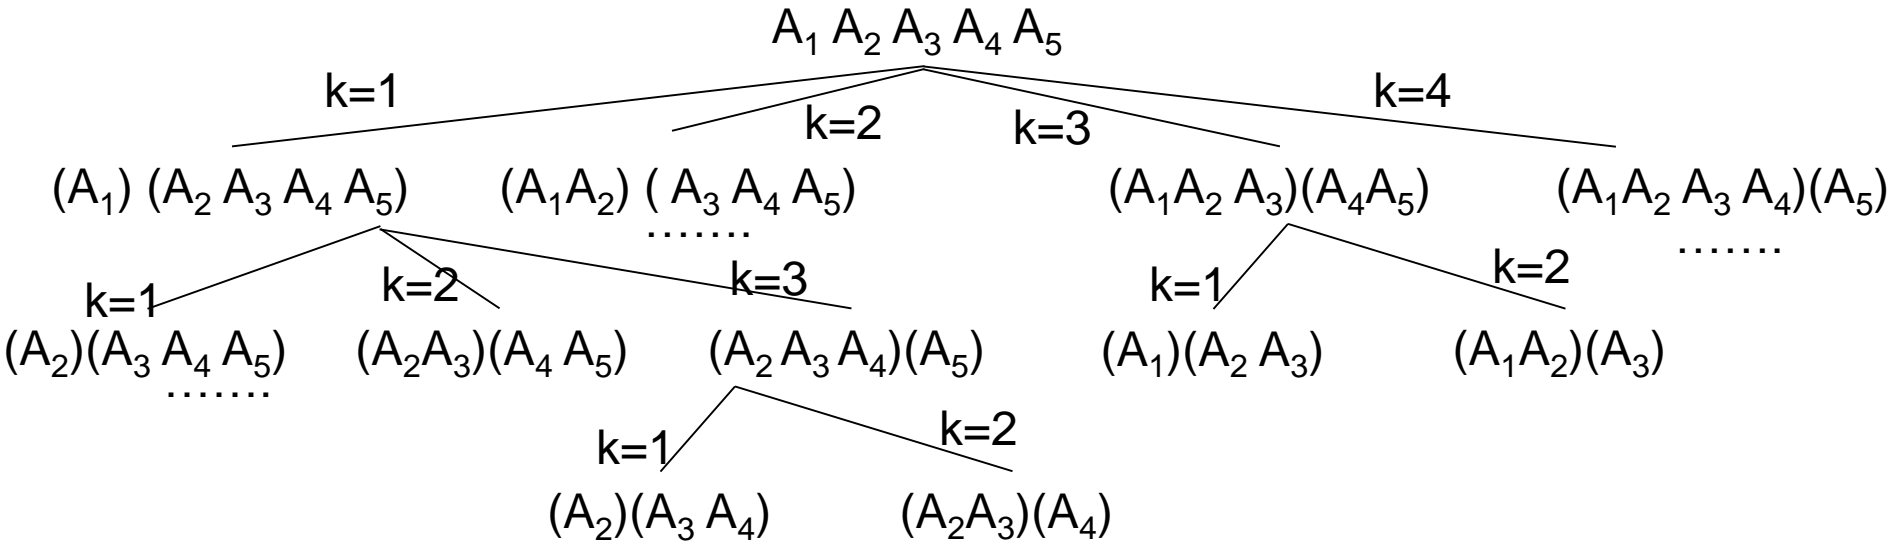 A₁ A₂ A₃ A₄ A₅
k=1
k=2
k=3
k=4
(A₁) (A₂ A₃ A₄ A₅)
(A₁A₂) ( A₃ A₄ A₅)
.......
(A₁A₂ A₃)(A₄A₅)
(A₁A₂ A₃ A₄)(A₅)
.......
k=1
k=2
k=3
k=1
k=2
(A₂)(A₃ A₄ A₅)
.......
(A₂A₃)(A₄ A₅)
(A₂ A₃ A₄)(A₅)
(A₁)(A₂ A₃)
(A₁A₂)(A₃)
k=1
k=2
(A₂)(A₃ A₄)
(A₂A₃)(A₄)